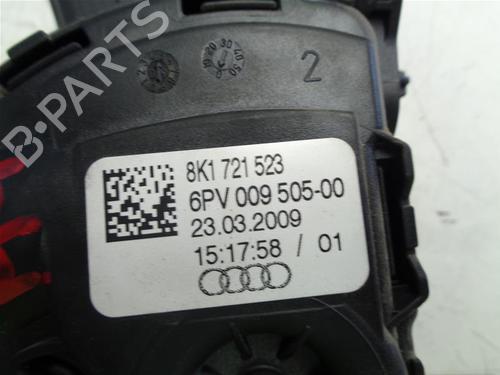 B-PARTS
2
8K1 721 523
6PV 009 505-00
23.03.2009
15:17:58 / 01